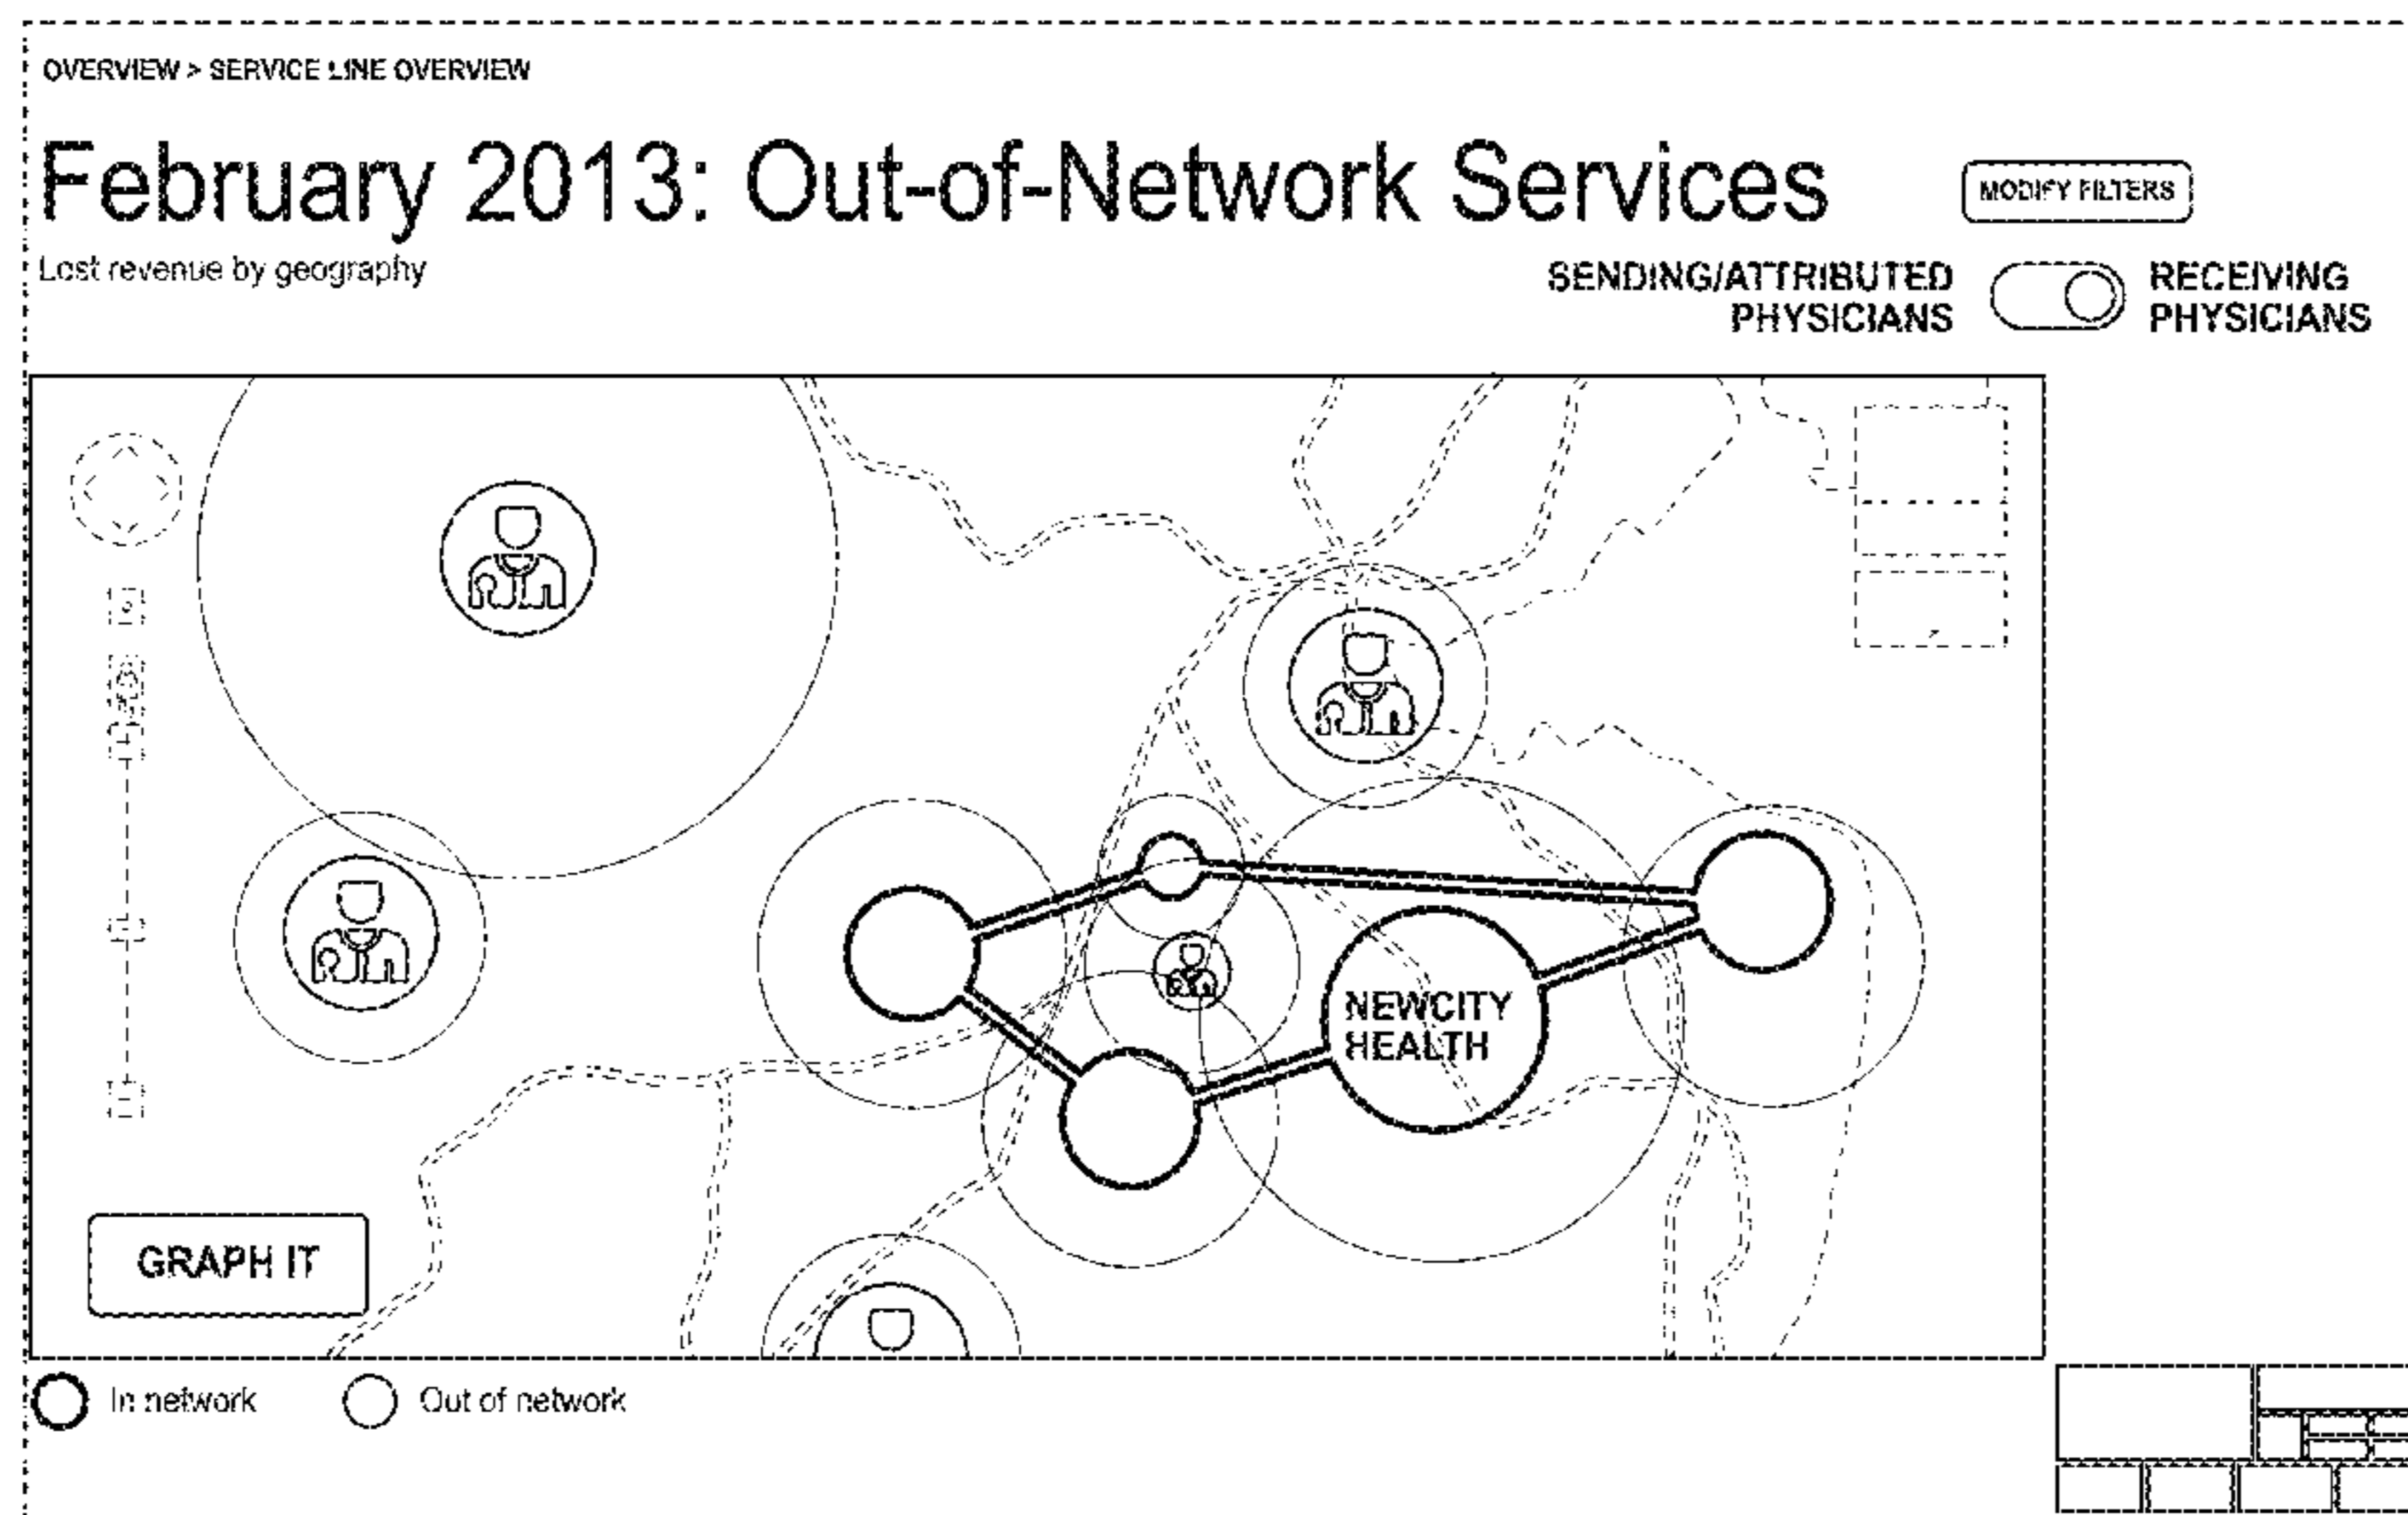 OVERVIEW > SERVICE LINE OVERVIEW
February 2013: Out-of-Network Services
MODIFY FILTERS
Lost revenue by geography
SENDING/ATTRIBUTED
PHYSICIANS
RECEIVING
PHYSICIANS
NEWCITY
HEALTH
GRAPH IT
In network
Out of network